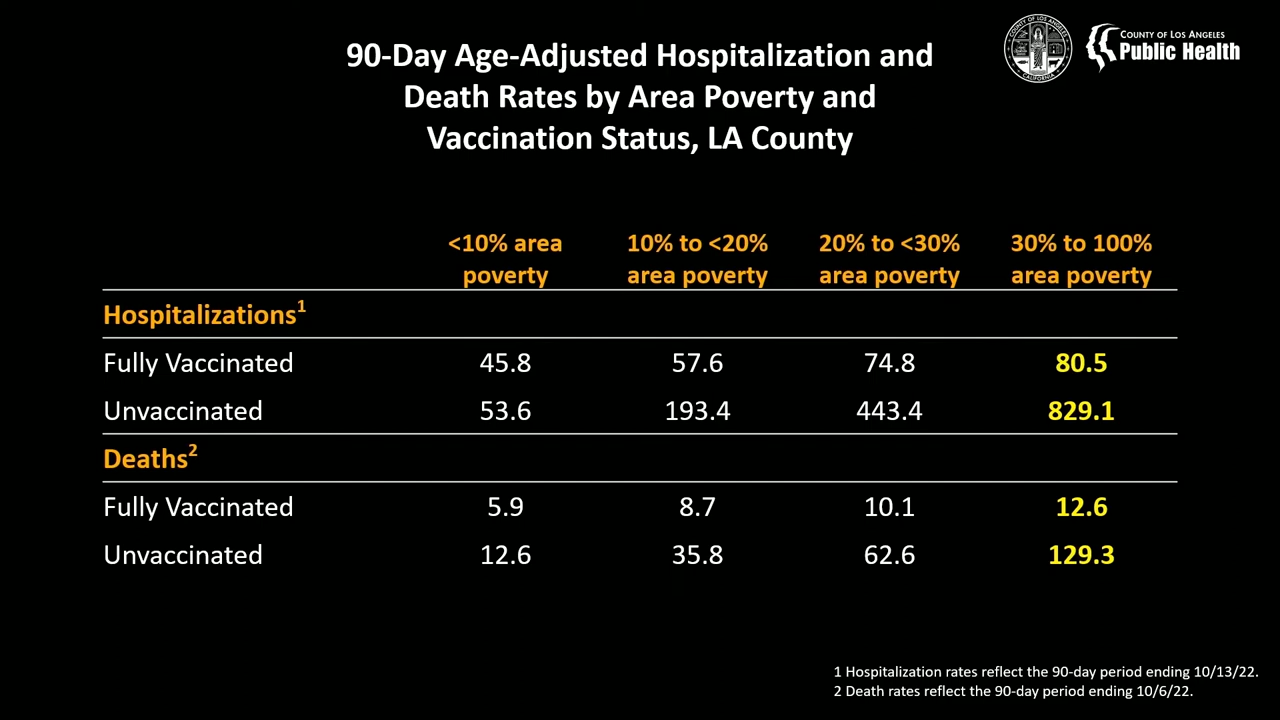 90-Day Age-Adjusted Hospitalization and
Death Rates by Area Poverty and
Vaccination Status, LA County
COUNTY OF LOS ANGELES
CALIFORNIA
County of Los Angeles
Public Health
<10% area poverty
10% to <20% area poverty
20% to <30% area poverty
30% to 100% area poverty
Hospitalizations1
Fully Vaccinated 45.8 57.6 74.8 80.5
Unvaccinated 53.6 193.4 443.4 829.1
Deaths2
Fully Vaccinated 5.9 8.7 10.1 12.6
Unvaccinated 12.6 35.8 62.6 129.3
1 Hospitalization rates reflect the 90-day period ending 10/13/22.
2 Death rates reflect the 90-day period ending 10/6/22.